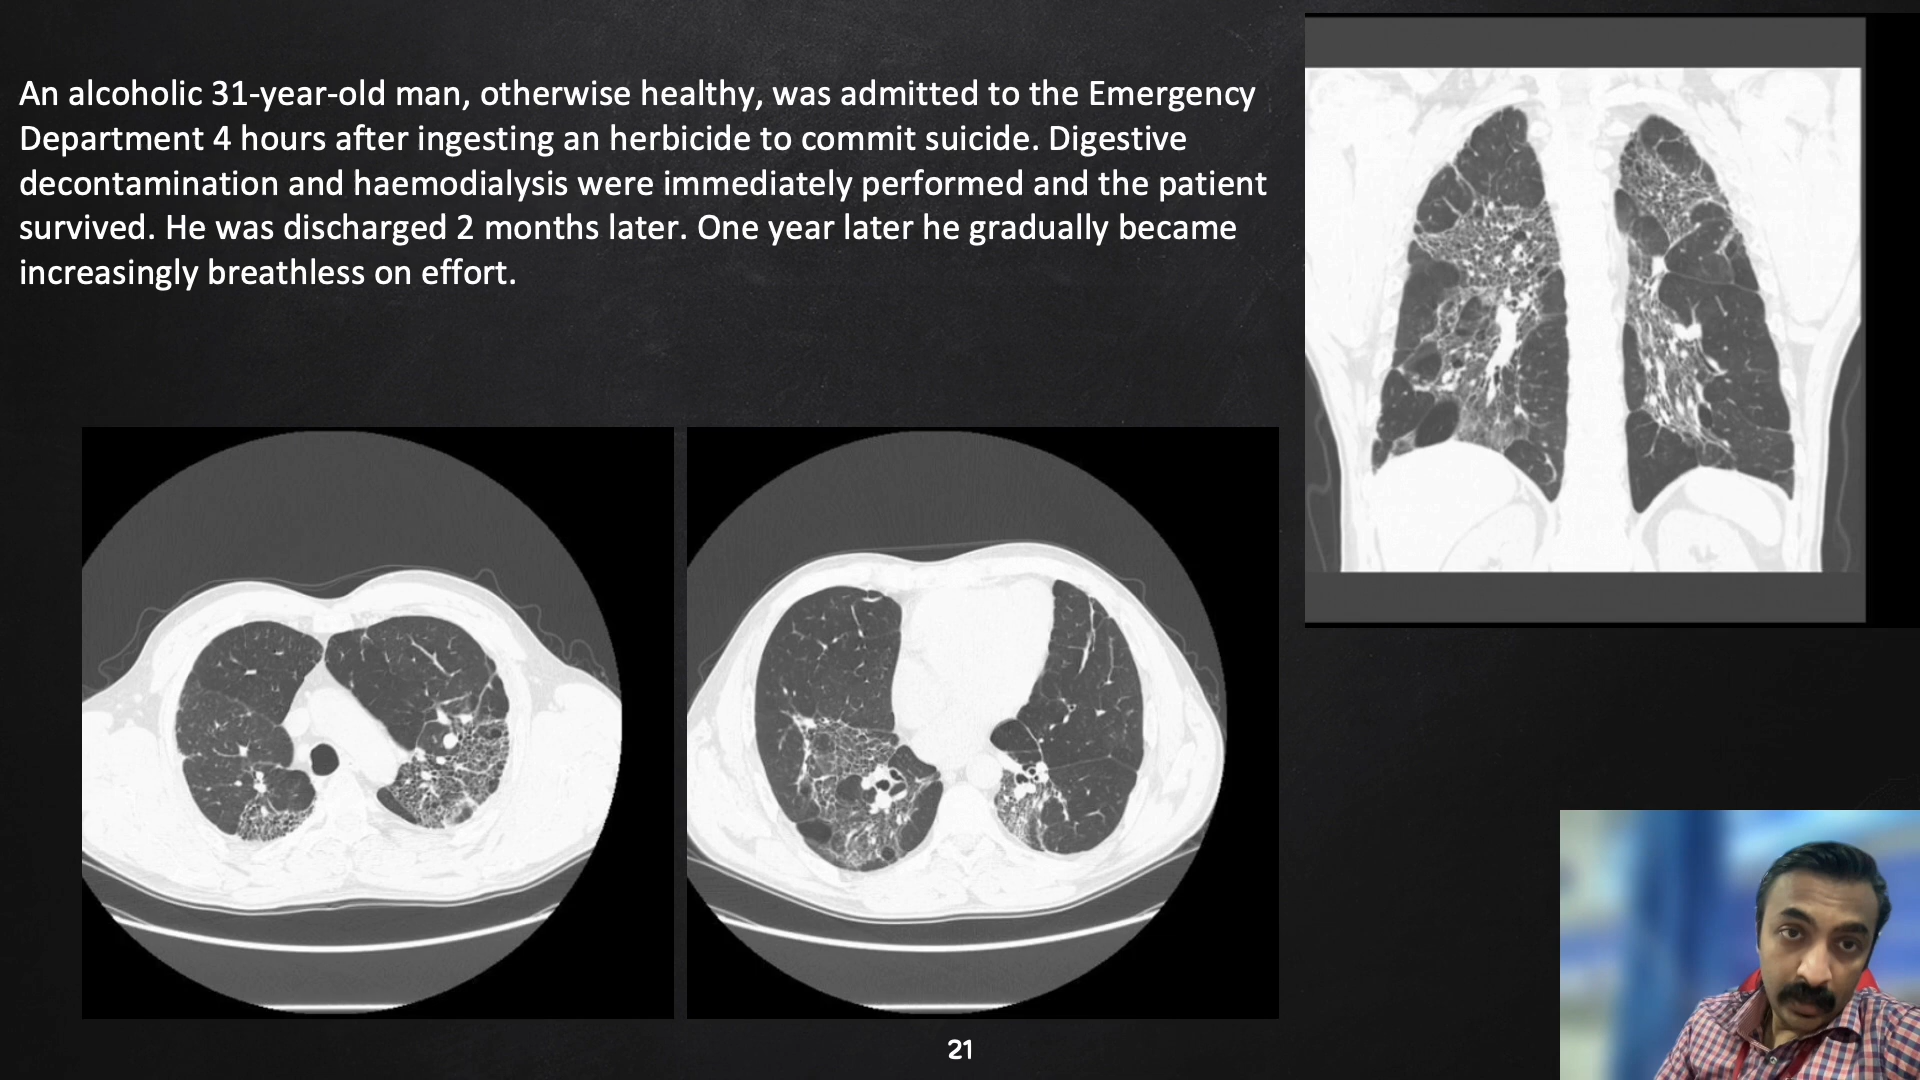 An alcoholic 31-year-old man, otherwise healthy, was admitted to the Emergency
Department 4 hours after ingesting an herbicide to commit suicide. Digestive
decontamination and haemodialysis were immediately performed and the patient
survived. He was discharged 2 months later. One year later he gradually became
increasingly breathless on effort.
21